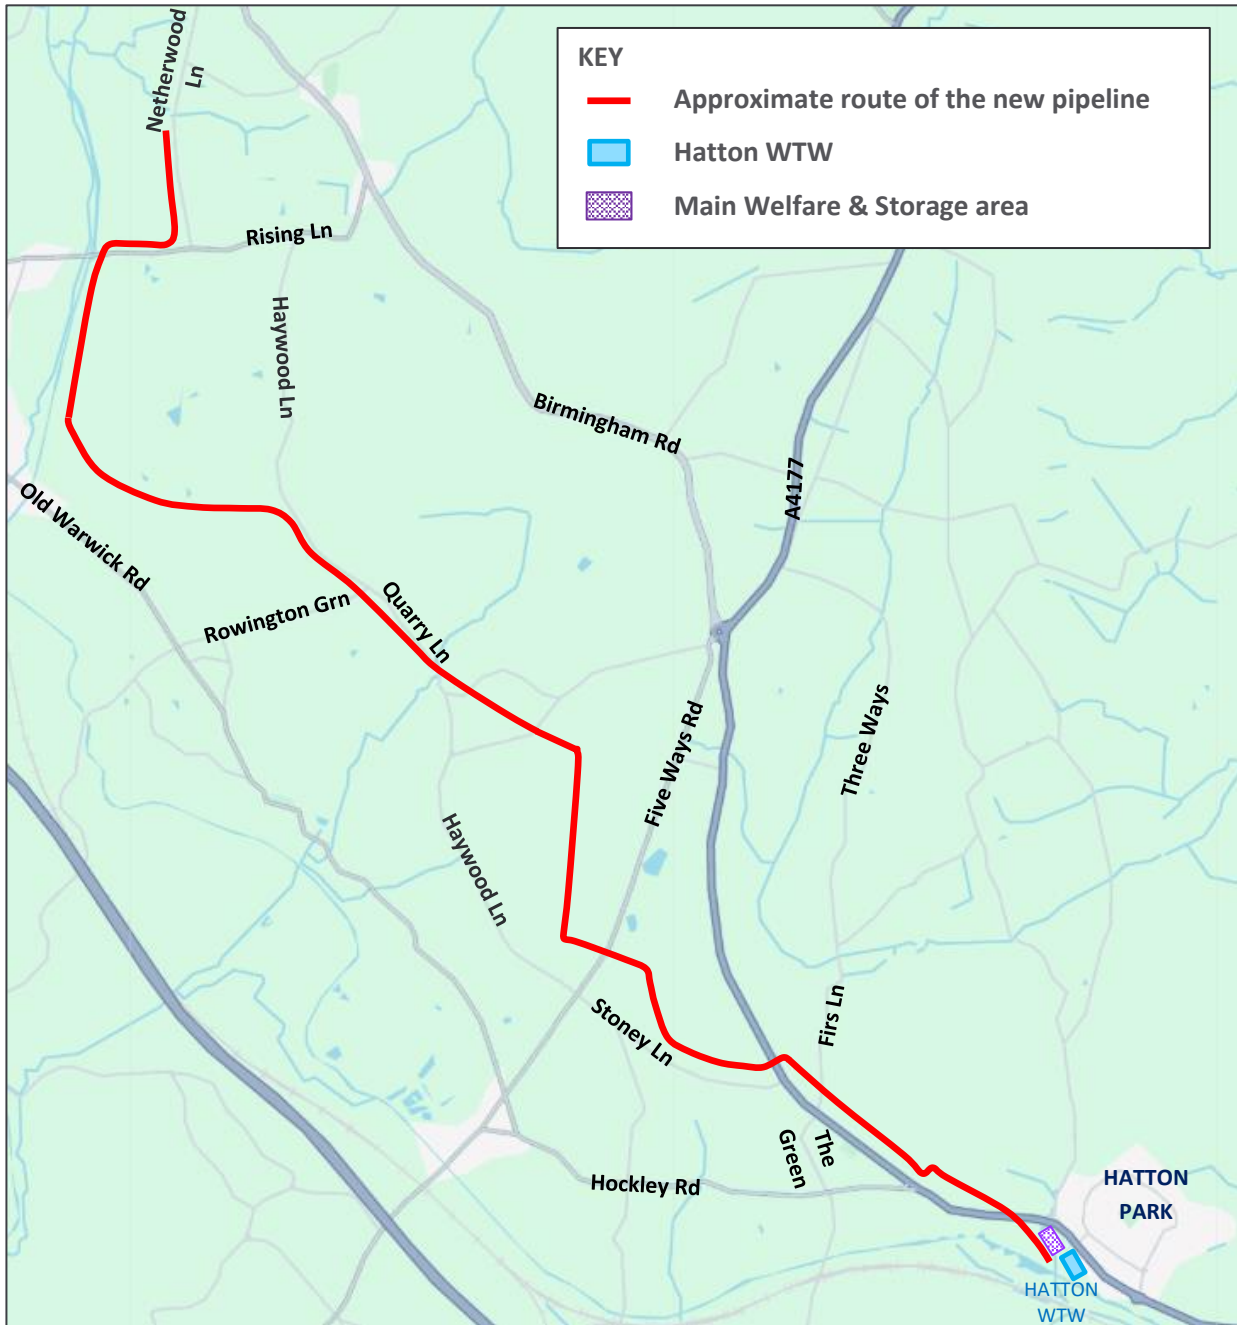 KEY
Approximate route of the new pipeline
Hatton WTW
Main Welfare & Storage area
Netherwood
Ln
Rising Ln
Haywood Ln
Birmingham Rd
A4177
Old Warwick Rd
Rowington Grn
Quarry Ln
Five Ways Rd
Three Ways
Haywood Ln
Stoney Ln
Firs Ln
The
Green
Hockley Rd
HATTON
PARK
HATTON
WTW